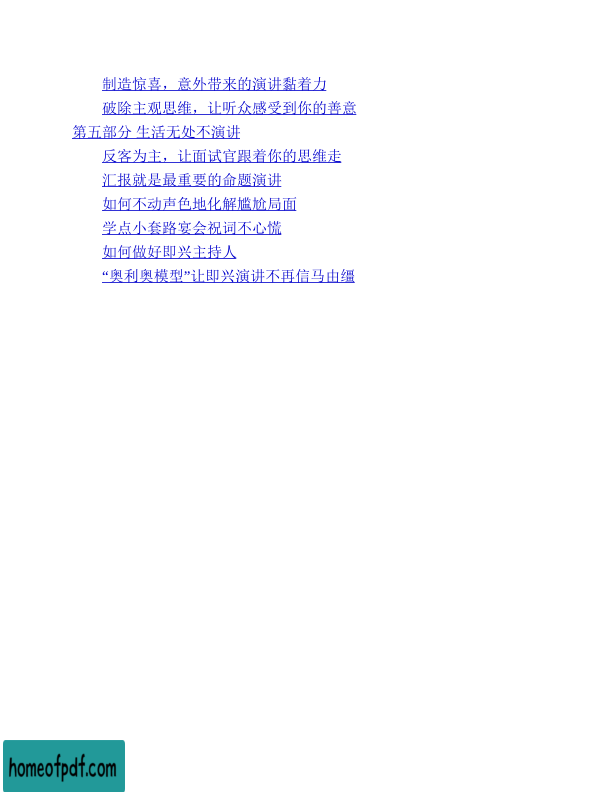 制造惊喜，意外带来的演讲黏着力
破除主观思维，让听众感受到你的善意
第五部分 生活无处不演讲
反客为主，让面试官跟着你的思维走
汇报就是最重要的命题演讲
如何不动声色地化解尴尬局面
学点小套路宴会祝词不心慌
如何做好即兴主持人
“奥利奥模型”让即兴演讲不再信马由缰
homeofpdf.com